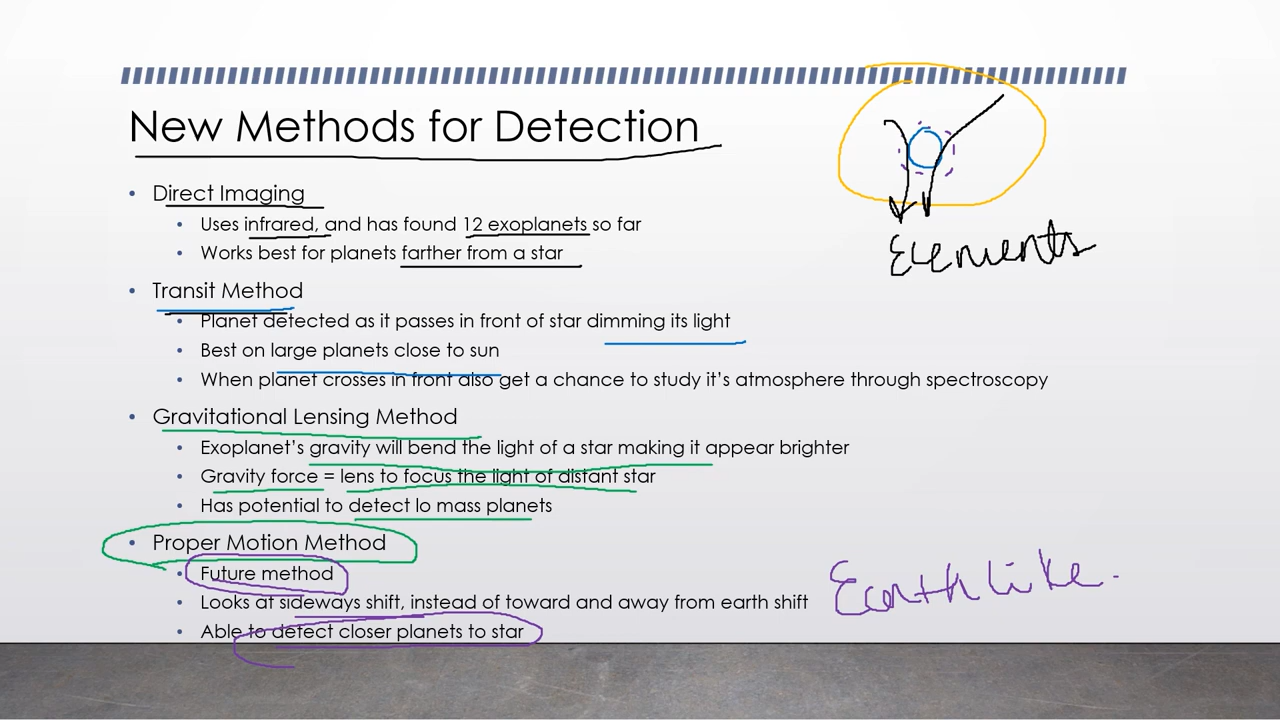 New Methods for Detection
Elements
• Direct Imaging
• Uses infrared, and has found 12 exoplanets so far
• Works best for planets farther from a star
• Transit Method
• Planet detected as it passes in front of star dimming its light
• Best on large planets close to sun
• When planet crosses in front also get a chance to study it's atmosphere through spectroscopy
• Gravitational Lensing Method
• Exoplanet's gravity will bend the light of a star making it appear brighter
• Gravity force = lens to focus the light of distant star
• Has potential to detect lo mass planets
• Proper Motion Method
• Future method
• Looks at sideways shift, instead of toward and away from earth shift
Earth like.
• Able to detect closer planets to star